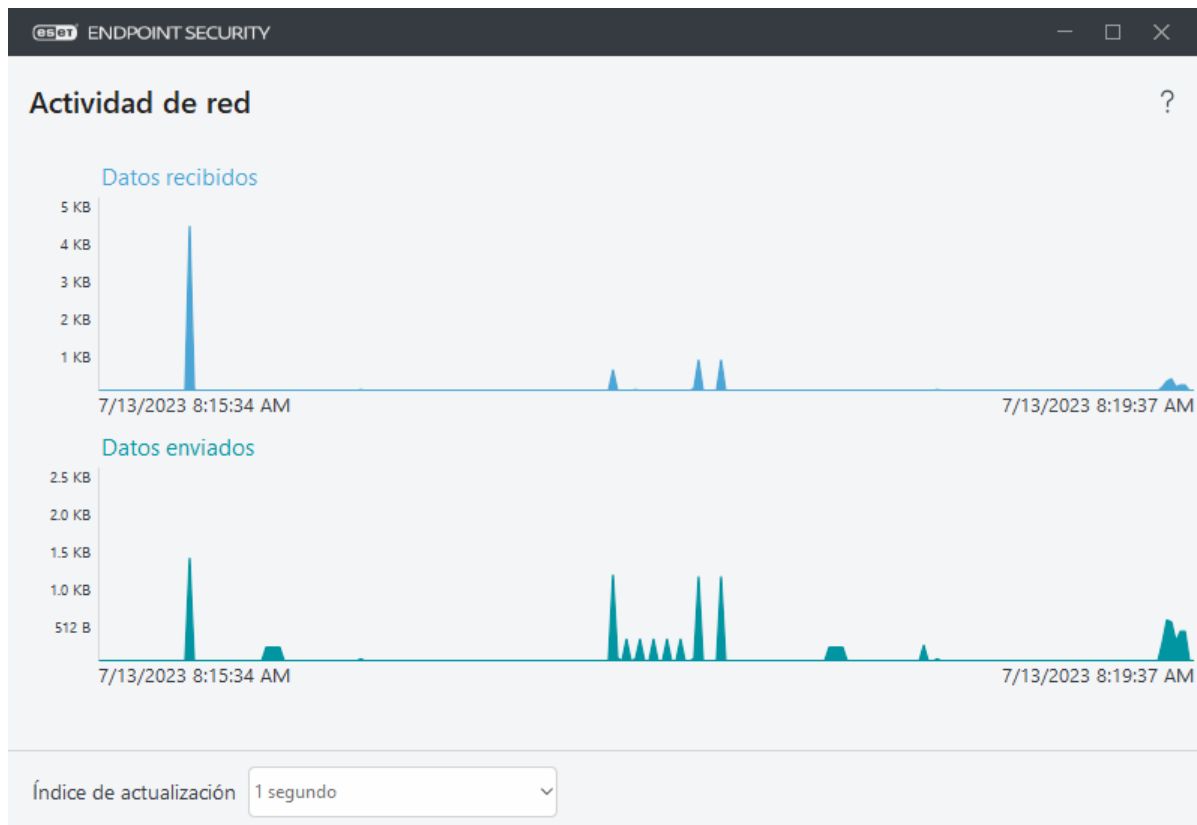 eset ENDPOINT SECURITY
Actividad de red
?
Datos recibidos
5 KB
4 KB
3 KB
2 KB
1 KB
7/13/2023 8:15:34 AM 7/13/2023 8:19:37 AM
Datos enviados
2.5 KB
2.0 KB
1.5 KB
1.0 KB
512 B
7/13/2023 8:15:34 AM 7/13/2023 8:19:37 AM
Índice de actualización 1 segundo